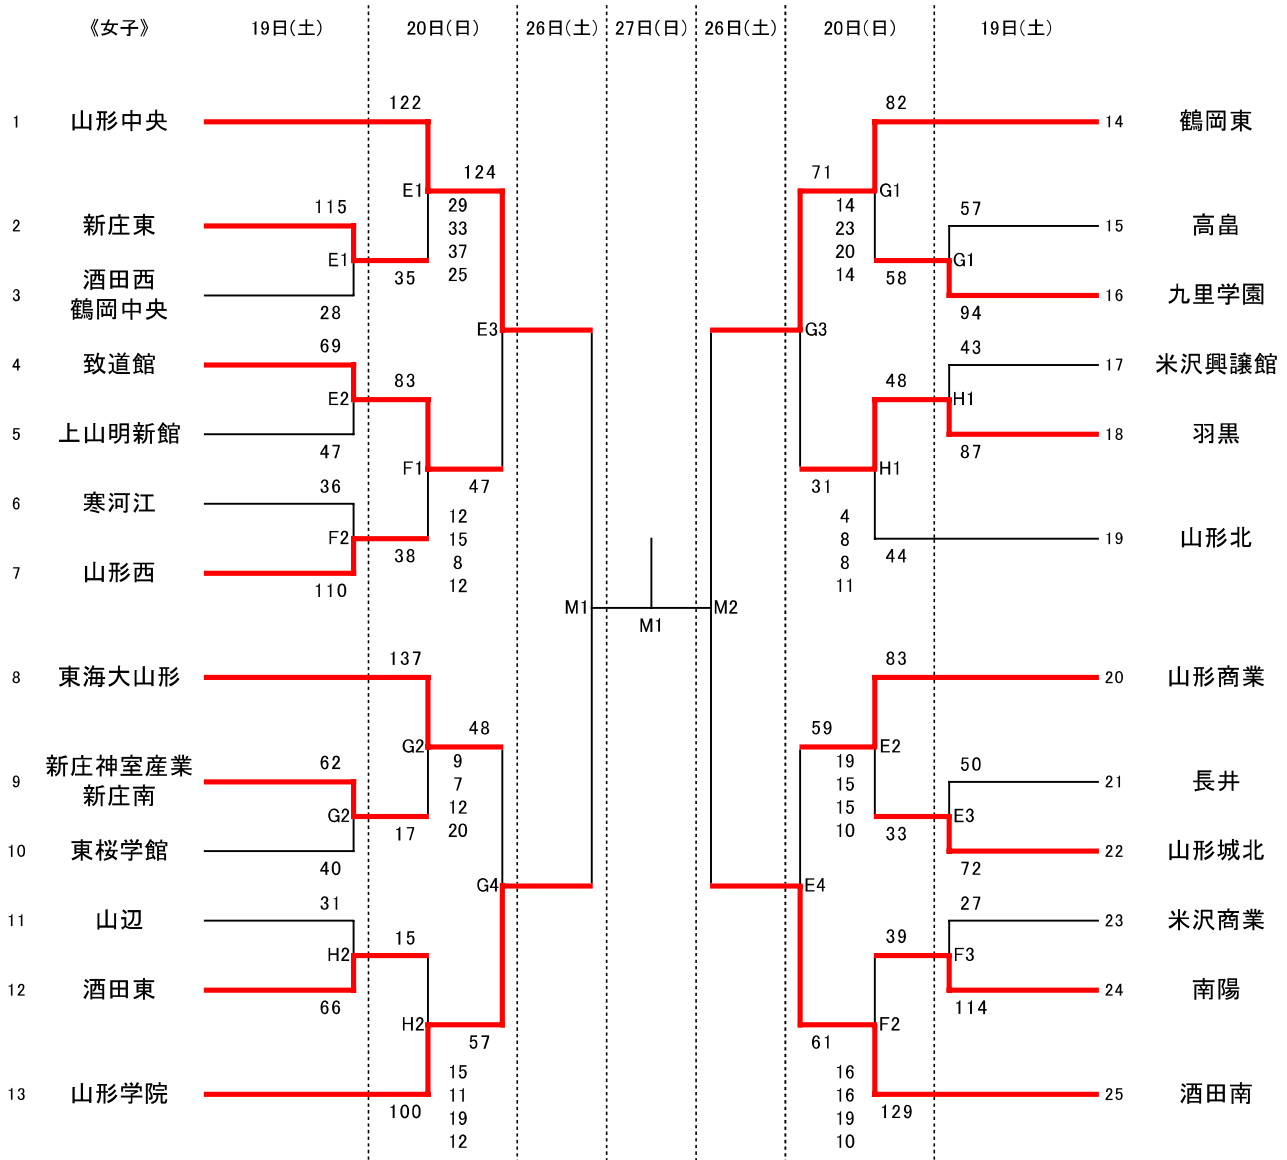 《女子》 19日(土) 20日(日) 26日(土) 27日(日) 26日(土) 20日(日) 19日(土)
122 82
1 山形中央 14 鶴岡東
124 71
E1 G1
115 29 14 57
2 新庄東 33 23 15 高畠
37 20
E1 G1
35 25 14 58
酒田西
3 16 九里学園
鶴岡中央
28 94
E3 G3
69 43
4 致道館 17 米沢興譲館
83 48
E2 H1
5 上山明新館 18 羽黒
47 87
F1 H1
36 47 31
6 寒河江
12 4
F2 15 8 19 山形北
38 8 8 44
7 山形西
110 12 11
M1 M2
M1
137 83
8 東海大山形 20 山形商業
48 59
G2 E2
62 9 19 50
新庄神室産業
9 7 15 21 長井
新庄南
12 15
G2 E3
17 20 10 33
10 東桜学館 22 山形城北
40 72
G4 E4
31 27
11 山辺 23 米沢商業
15 39
H2 F3
12 酒田東 24 南陽
66 114
H2 F2
57 61
15 16
13 山形学院 11 16 25 酒田南
100 19 19 129
12 10